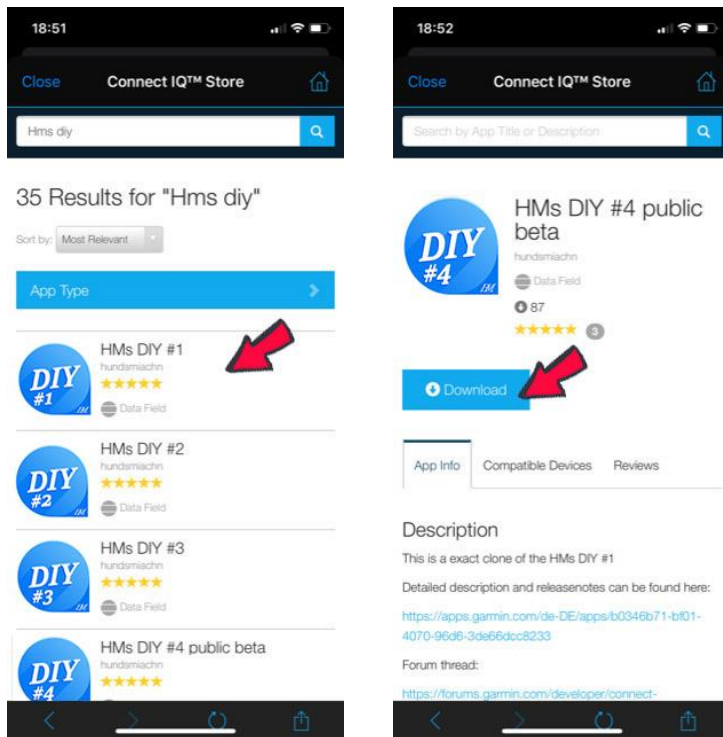 18:51
Close
Connect IQ™ Store
Hms diy
35 Results for "Hms diy"
Sort by:
Most Relevant
App Type
DIY
#1
HMs DIY #1
hundsmiachn
Data Field
DIY
#2
HMs DIY #2
hundsmiachn
Data Field
DIY
#3
HMs DIY #3
hundsmiachn
Data Field
DIY
#4
HMs DIY #4 public beta
hundsmiachn
18:52
Close
Connect IQ™ Store
Search by App Title or Description
DIY
#4
HMs DIY #4 public
beta
hundsmiachn
Data Field
87
3
Download
App Info
Compatible Devices
Reviews
Description
This is a exact clone of the HMs DIY #1
Detailed description and releasenotes can be found here:
https://apps.garmin.com/de-DE/apps/b0346b71-bf01-
4070-96d6-3de66dcc8233
Forum thread:
https://forums.garmin.com/developer/connect-